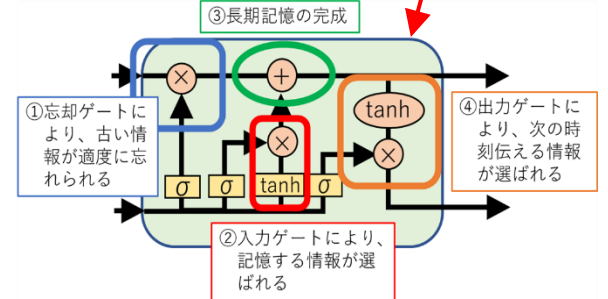 ③長期記憶の完成
×
+
tanh
①忘却ゲートに
より、古い情
報が適度に忘
れられる
④出力ゲートに
より、次の時
刻伝える情報
が選ばれる
×
×
σ
σ
tanh
σ
②入力ゲートにより、
記憶する情報が選
ばれる